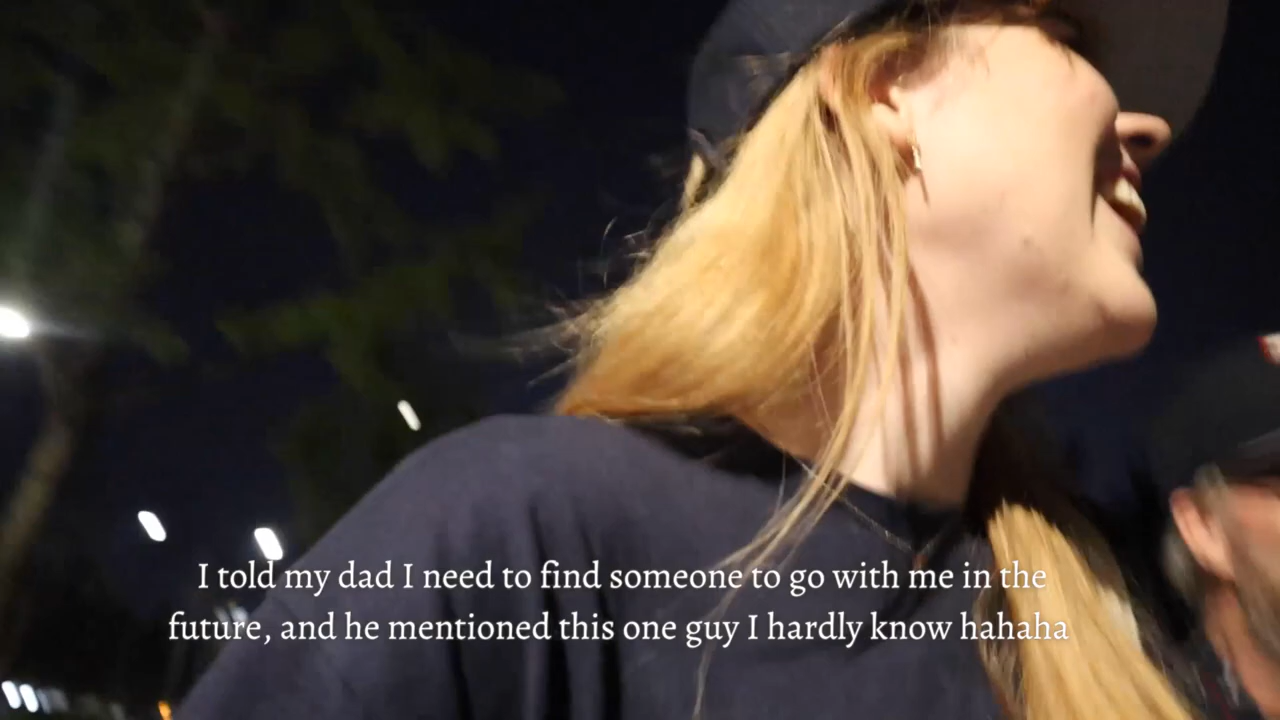 I told my dad I need to find someone to go with me in the
future, and he mentioned this one guy I hardly know hahaha